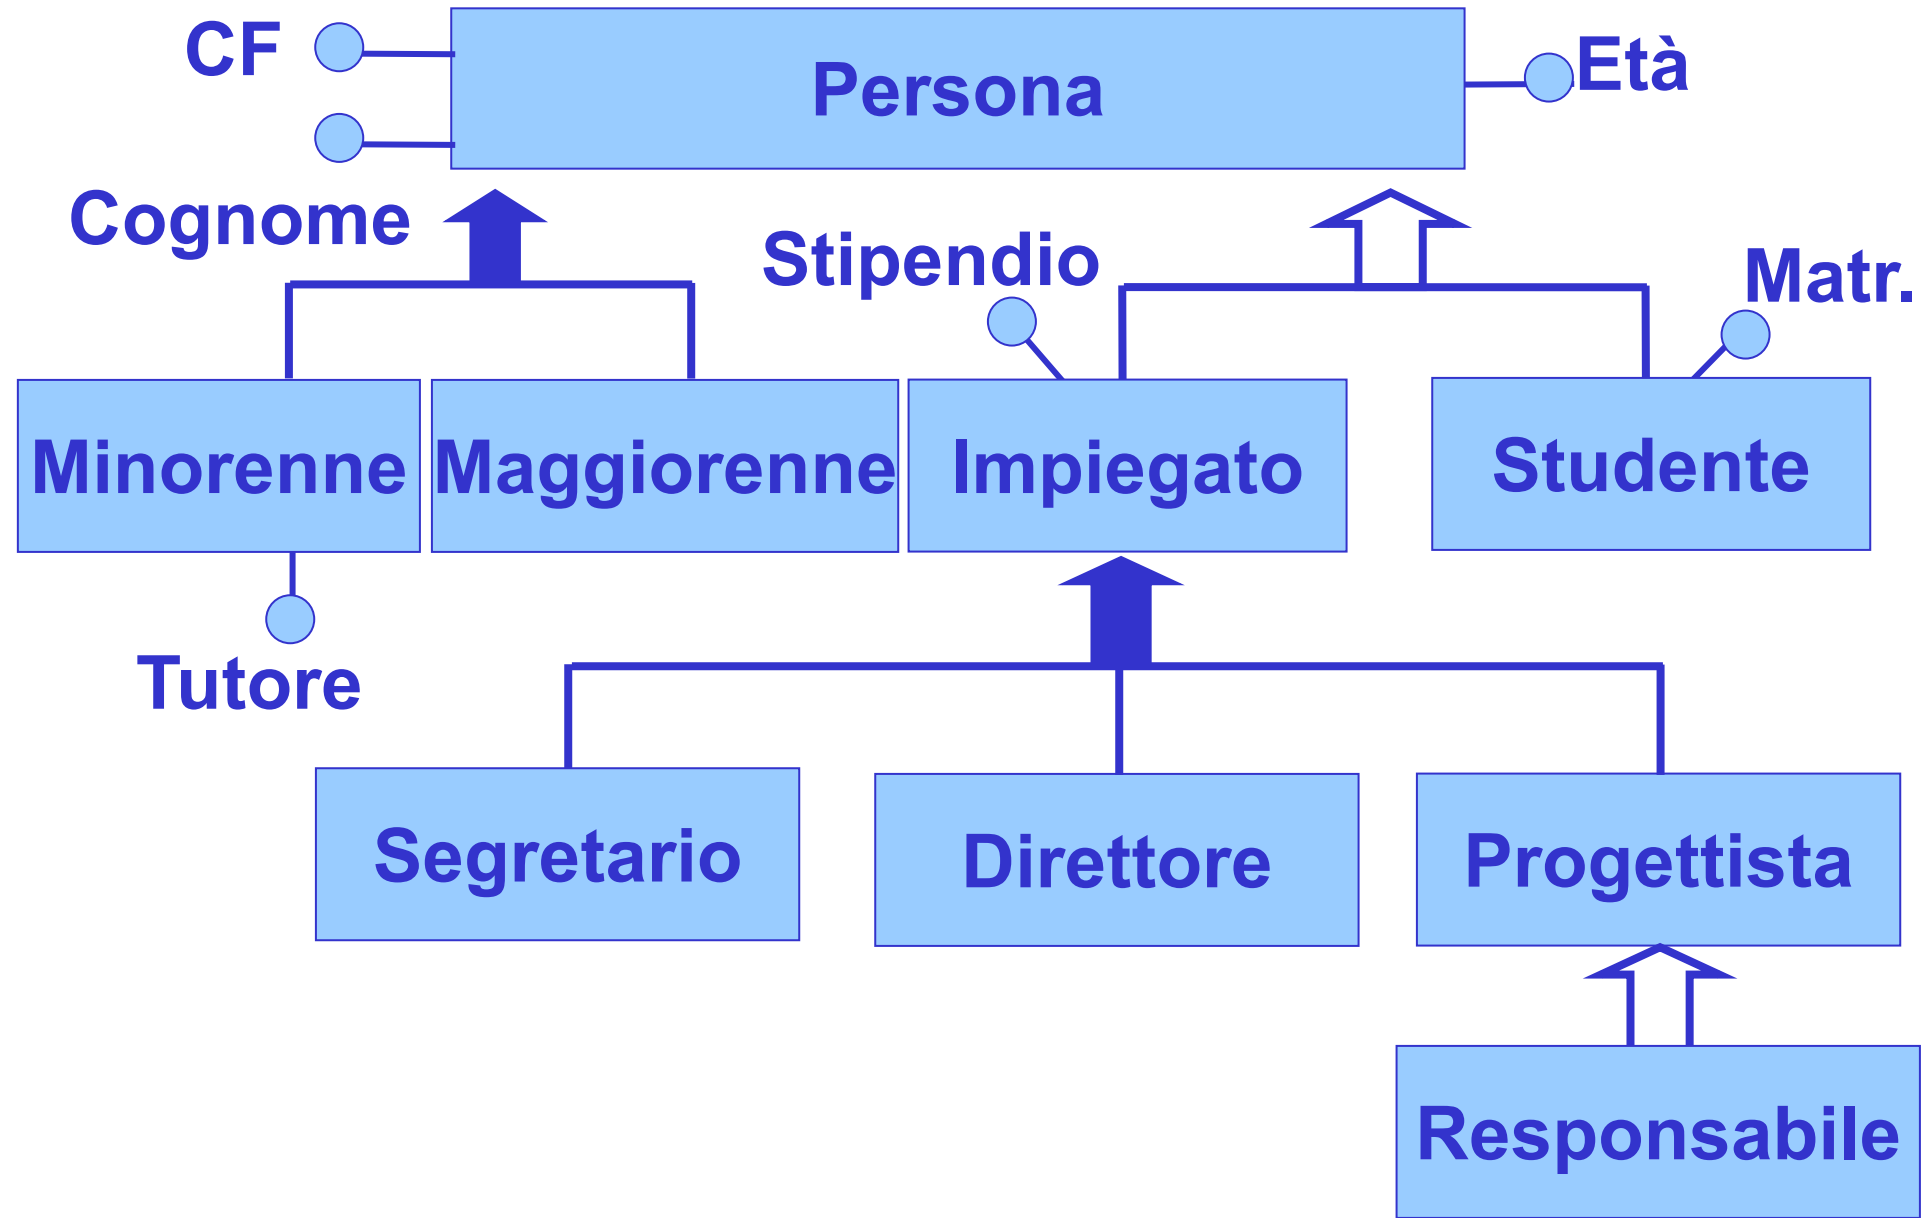 CF
Persona
Età
Cognome
Stipendio
Matr.
Minorenne
Maggiorenne
Impiegato
Studente
Tutore
Segretario
Direttore
Progettista
Responsabile